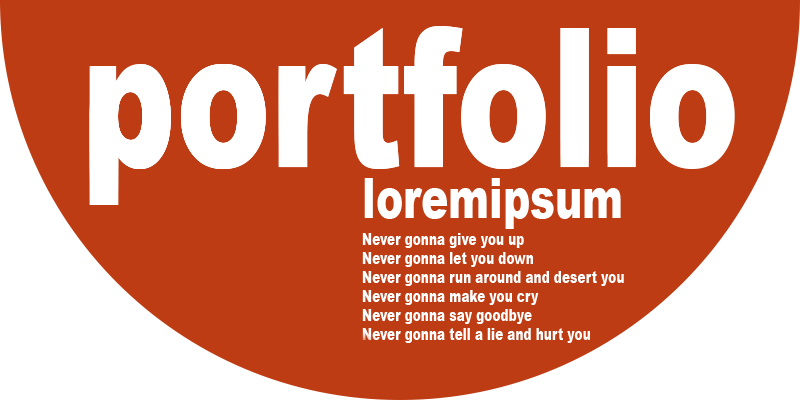 portfolio
loremipsum
Never gonna give you up
Never gonna let you down
Never gonna run around and desert you
Never gonna make you cry
Never gonna say goodbye
Never gonna tell a lie and hurt you